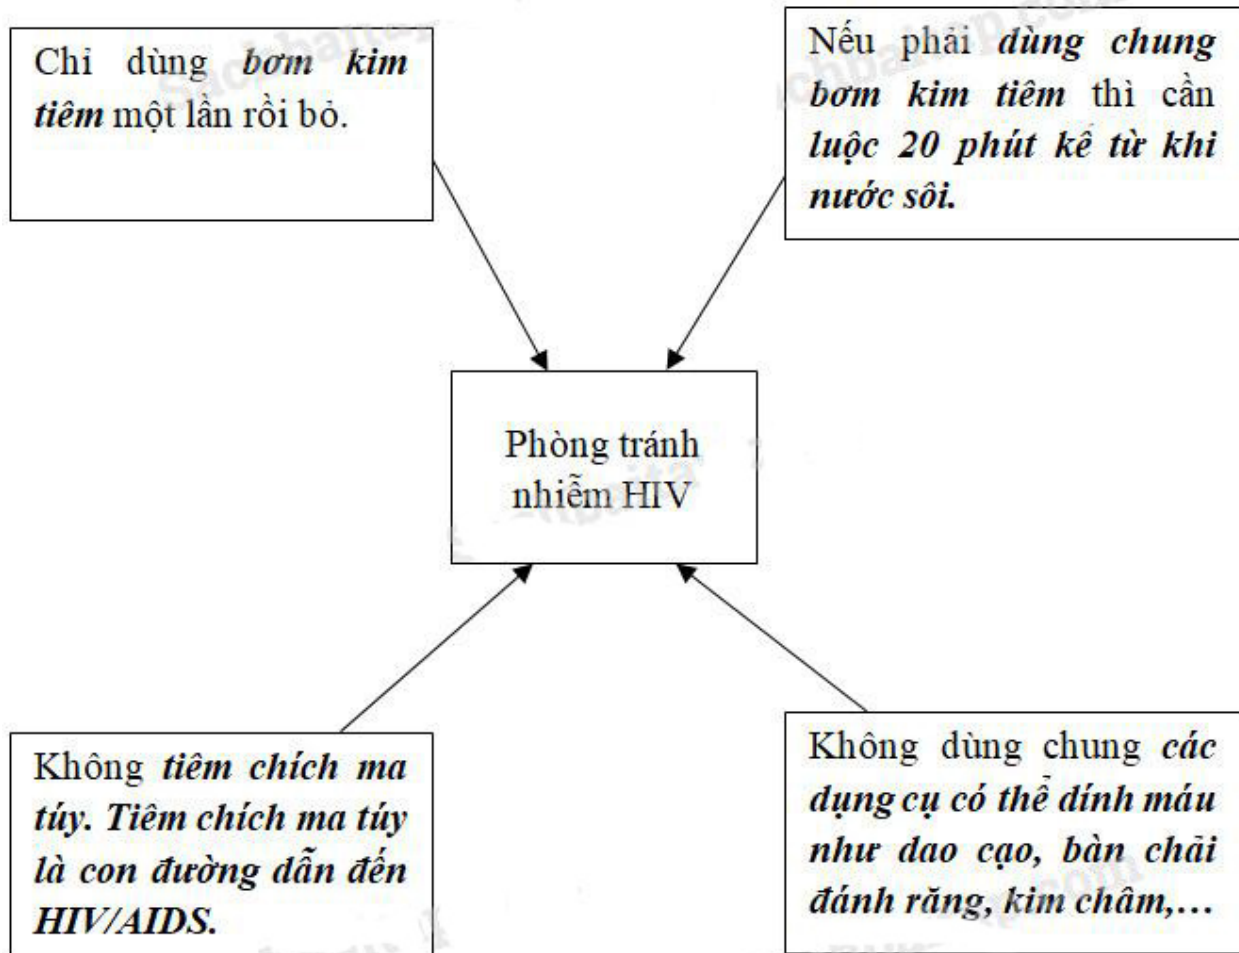 Chỉ dùng bơm kim
tiêm một lần rồi bỏ.
Nếu phải dùng chung
bơm kim tiêm thì cần
luộc 20 phút kể từ khi
nước sôi.
Phòng tránh
nhiễm HIV
Không tiêm chích ma
túy. Tiêm chích ma túy
là con đường dẫn đến
HIV/AIDS.
Không dùng chung các
dụng cụ có thể dính máu
như dao cạo, bàn chải
đánh răng, kim châm,...